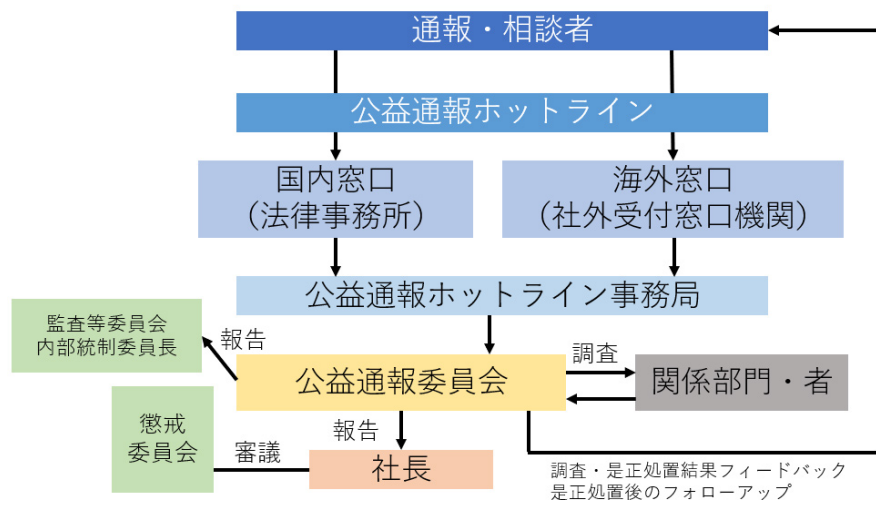 通報・相談者
公益通報ホットライン
国内窓口
（法律事務所）
海外窓口
（社外受付窓口機関）
公益通報ホットライン事務局
監査等委員会
内部統制委員長
報告
公益通報委員会
調査
関係部門・者
懲戒
委員会
審議
報告
社長
調査・是正処置結果フィードバック
是正処置後のフォローアップ